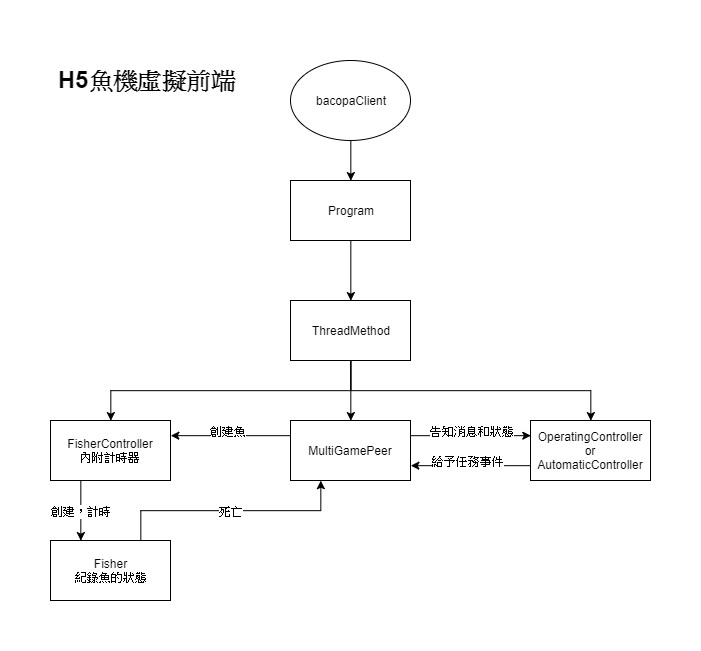 H5魚機虛擬前端
bacopaClient
Program
ThreadMethod
FisherController
內附計時器
創建魚
MultiGamePeer
告知消息和狀態
給予任務事件
OperatingController
or
AutomaticController
創建，計時
死亡
Fisher
紀錄魚的狀態